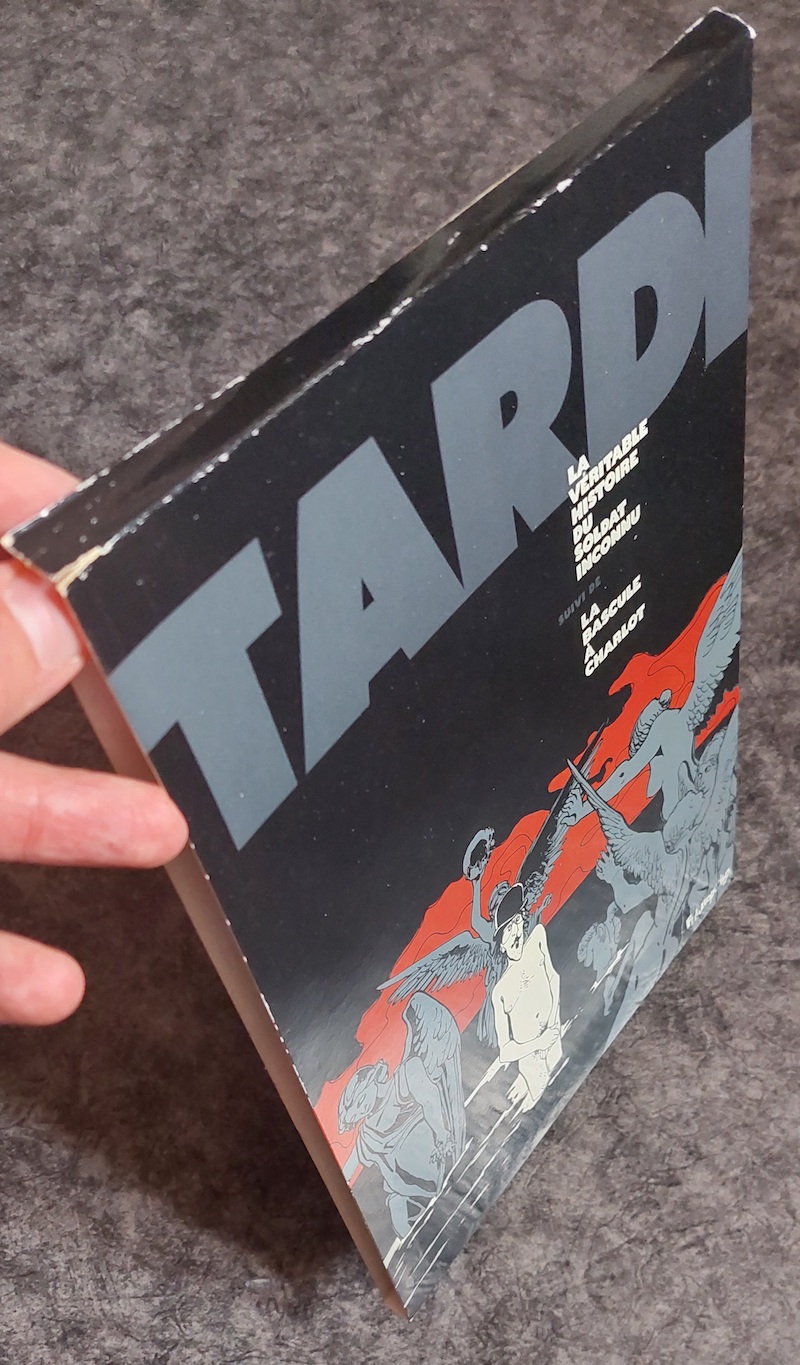 TARDI
LA
VÉRITABLE
HISTOIRE
DU
SOLDAT
INCONNU
SUIVI DE
LA
BASCULE
À
CHARLOT